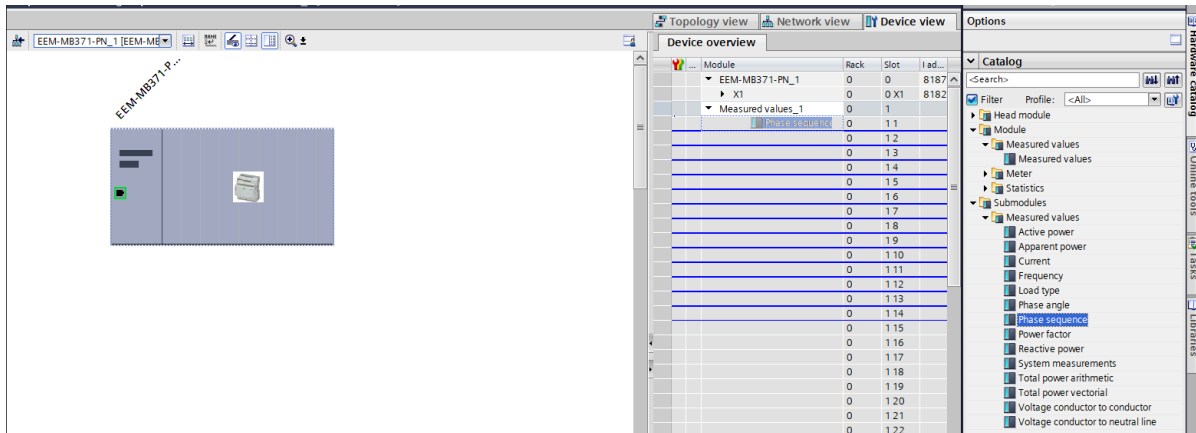 Topology view Network view Device view Options
EEM-MB371-PN_1 [EEM-ME
Device overview
EEM-MB371-P...
... Module Rack Slot I ad...
EEM-MB371-PN_1 0 0 8187
X1 0 0 X1 8182
Measured values_1 0 1
Phase sequence 0 1 1
0 1 2
0 1 3
0 1 4
0 1 5
0 1 6
0 1 7
0 1 8
0 1 9
0 1 10
0 1 11
0 1 12
0 1 13
0 1 14
0 1 15
0 1 16
0 1 17
0 1 18
0 1 19
0 1 20
0 1 21
0 1 22
Catalog
<Search>
Filter Profile: <All>
Head module
Module
Measured values
Measured values
Meter
Statistics
Submodules
Measured values
Active power
Apparent power
Current
Frequency
Load type
Phase angle
Phase sequence
Power factor
Reactive power
System measurements
Total power arithmetic
Total power vectorial
Voltage conductor to conductor
Voltage conductor to neutral line
Hardware catalog
Online tools
Tasks
Libraries